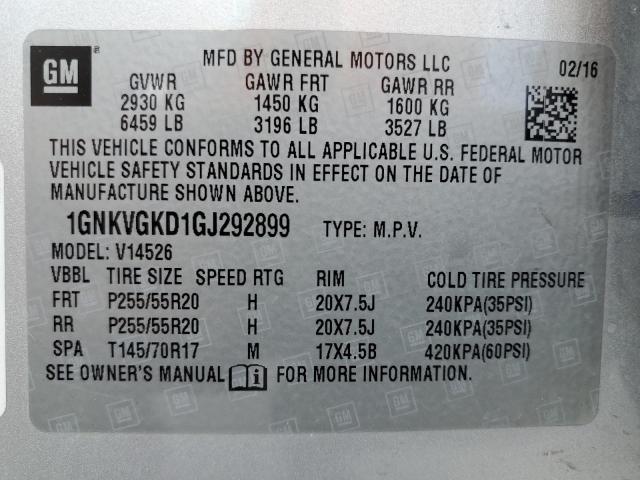 GM
MFD BY GENERAL MOTORS LLC
02/16
GVWR GAWR FRT GAWR RR
2930 KG 1450 KG 1600 KG
6459 LB 3196 LB 3527 LB
THIS VEHICLE CONFORMS TO ALL APPLICABLE U.S. FEDERAL MOTOR
VEHICLE SAFETY STANDARDS IN EFFECT ON THE DATE OF
MANUFACTURE SHOWN ABOVE.
1GNKVGKD1GJ292899 TYPE: M.P.V.
MODEL: V14526
VBBL TIRE SIZE SPEED RTG RIM COLD TIRE PRESSURE
FRT P255/55R20 H 20X7.5J 240KPA(35PSI)
RR P255/55R20 H 20X7.5J 240KPA(35PSI)
SPA T145/70R17 M 17X4.5B 420KPA(60PSI)
SEE OWNER'S MANUAL i FOR MORE INFORMATION.